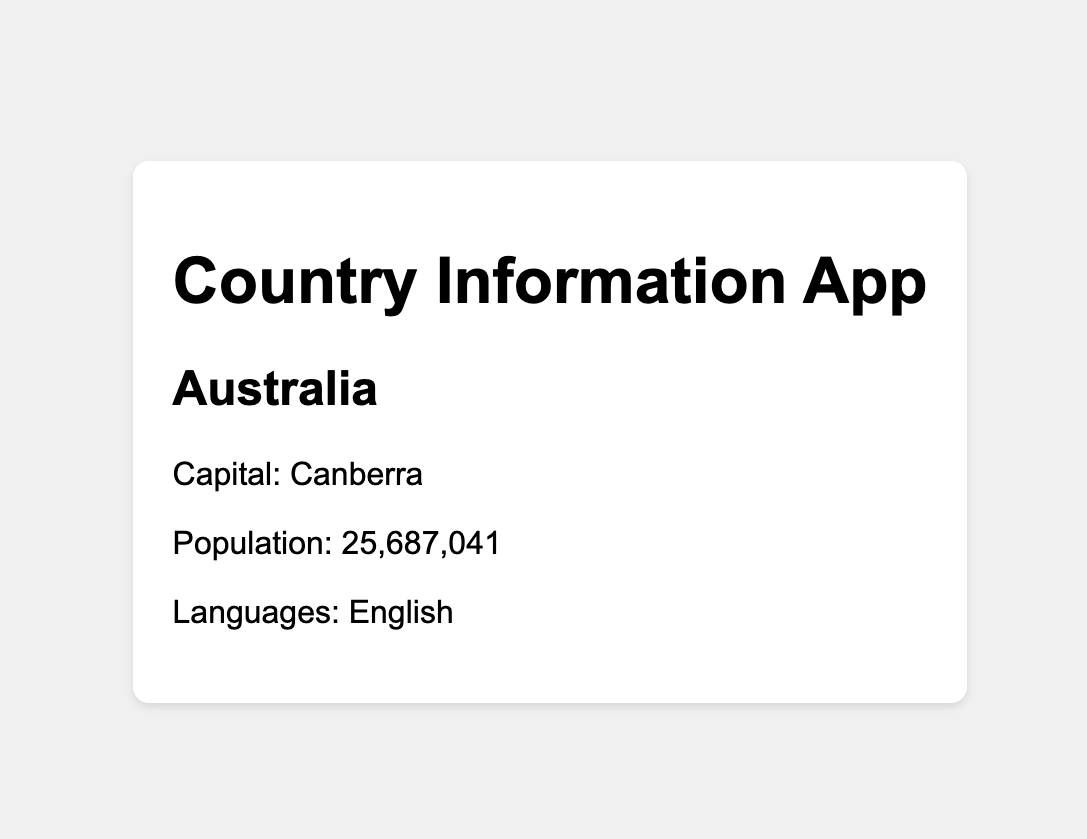 Country Information App
Australia
Capital: Canberra
Population: 25,687,041
Languages: English